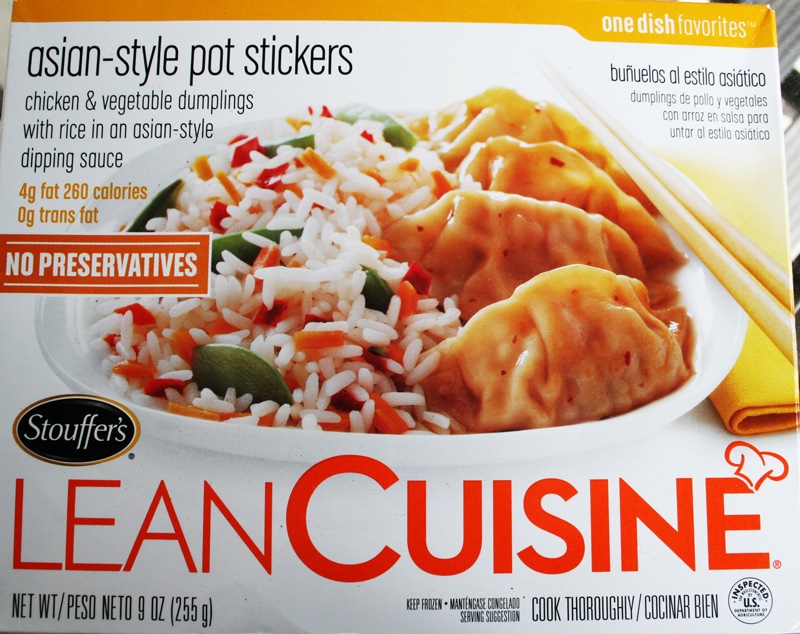 one dish favorites™
asian-style pot stickers
chicken & vegetable dumplings
with rice in an asian-style
dipping sauce
4g fat 260 calories
0g trans fat
NO PRESERVATIVES
buñuelos al estilo asiático
dumplings de pollo y vegetales
con arroz en salsa para
untar al estilo asiático
Stouffer's®
LEAN CUISINE®
NET WT/PESO NETO 9 OZ (255 g)
KEEP FROZEN • MANTÉNGASE CONGELADO
SERVING SUGGESTION
COOK THOROUGHLY/COCINAR BIEN
INSPECTED
U.S.
DEPARTMENT OF
AGRICULTURE